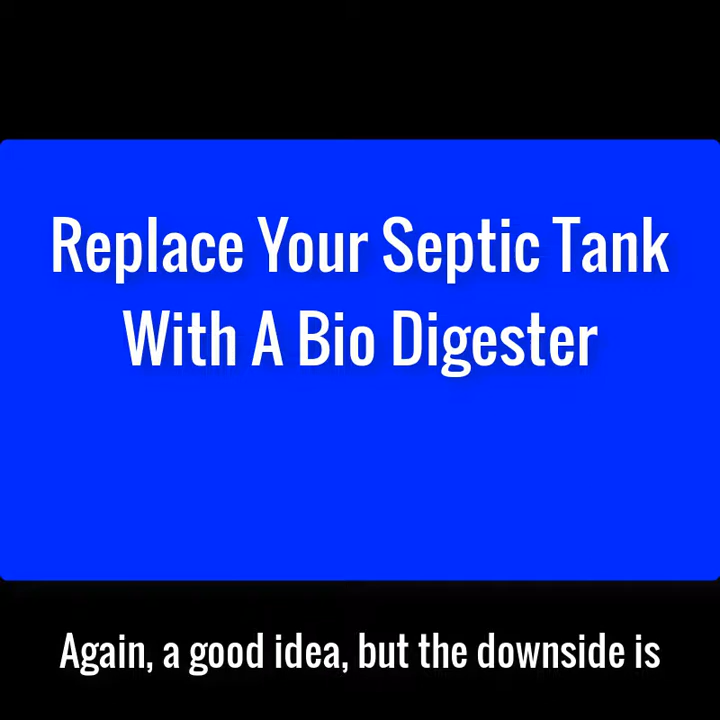 Replace Your Septic Tank
With A Bio Digester
Again, a good idea, but the downside is